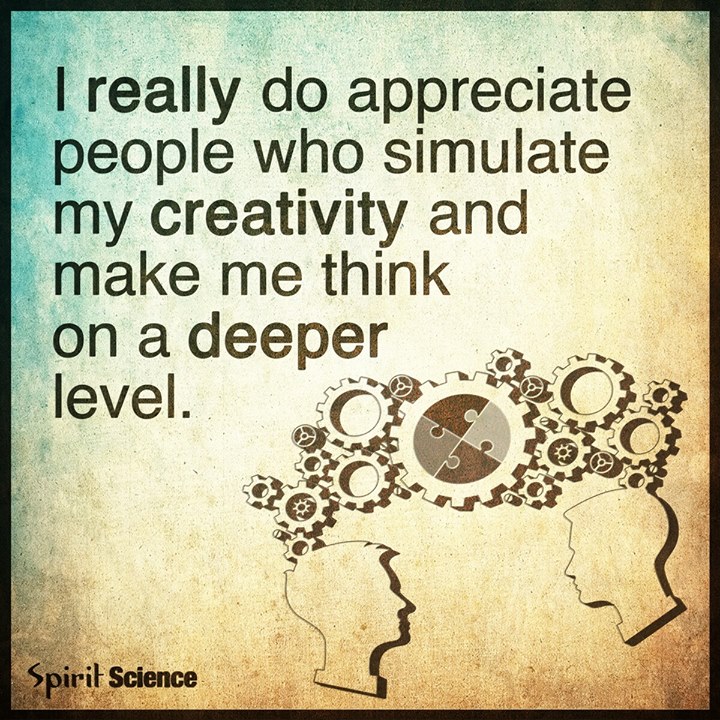 I really do appreciate
people who simulate
my creativity and
make me think
on a deeper
level.
Spirit Science